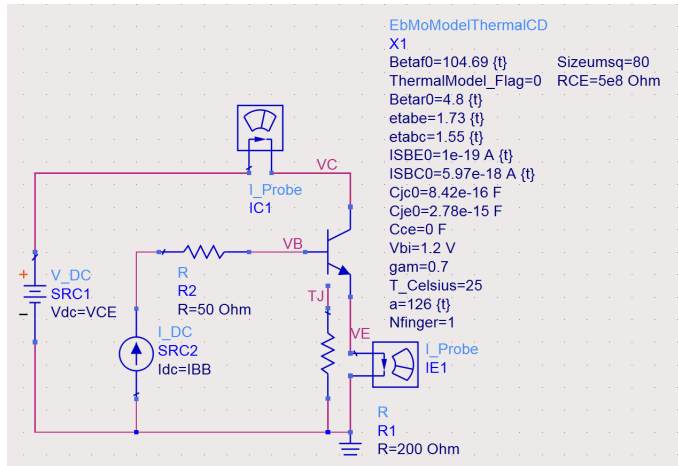 EbMoModelThermalCD
X1
Betaf0=104.69 {t} Sizeumsq=80
ThermalModel_Flag=0 RCE=5e8 Ohm
Betar0=4.8 {t}
etabe=1.73 {t}
etabc=1.55 {t}
ISBE0=1e-19 A {t}
ISBC0=5.97e-18 A {t}
Cjc0=8.42e-16 F
Cje0=2.78e-15 F
Cce=0 F
Vbi=1.2 V
gam=0.7
T_Celsius=25
a=126 {t}
Nfinger=1
VC
I_Probe
IC1
VB
+
V_DC
SRC1
Vdc=VCE
−
R
R2
R=50 Ohm
TJ
I_DC
SRC2
Idc=IBB
VE
I_Probe
IE1
R
R1
R=200 Ohm